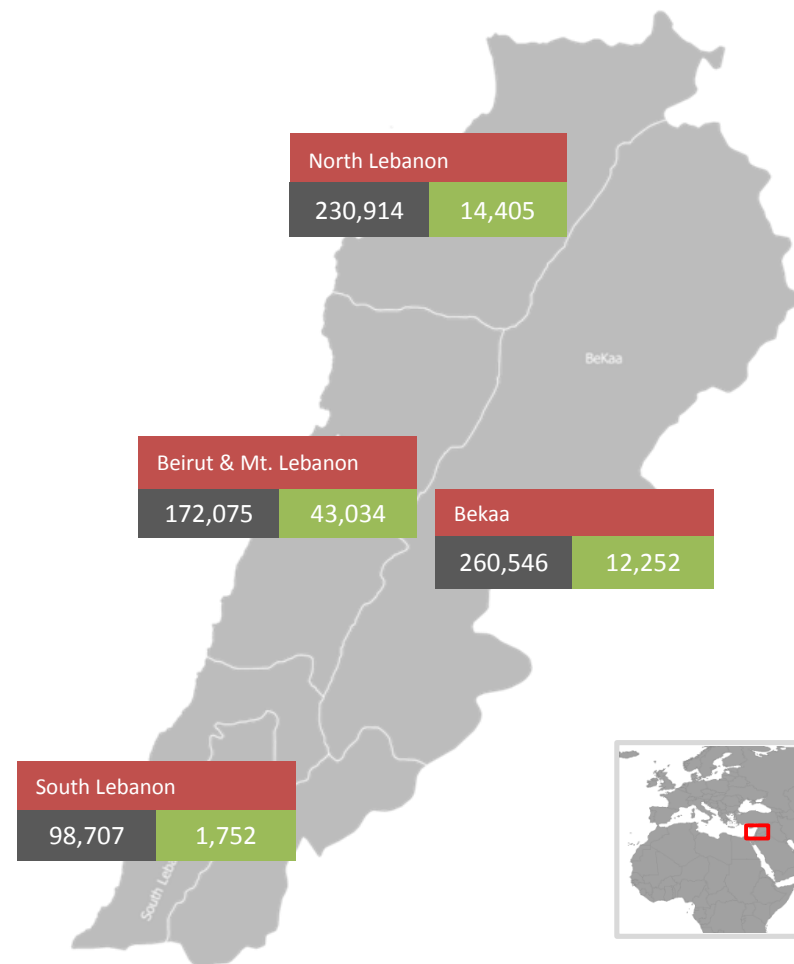 North Lebanon
230,914 14,405
BeKaa
Beirut & Mt. Lebanon
172,075 43,034
Bekaa
260,546 12,252
South Lebanon
98,707 1,752
South